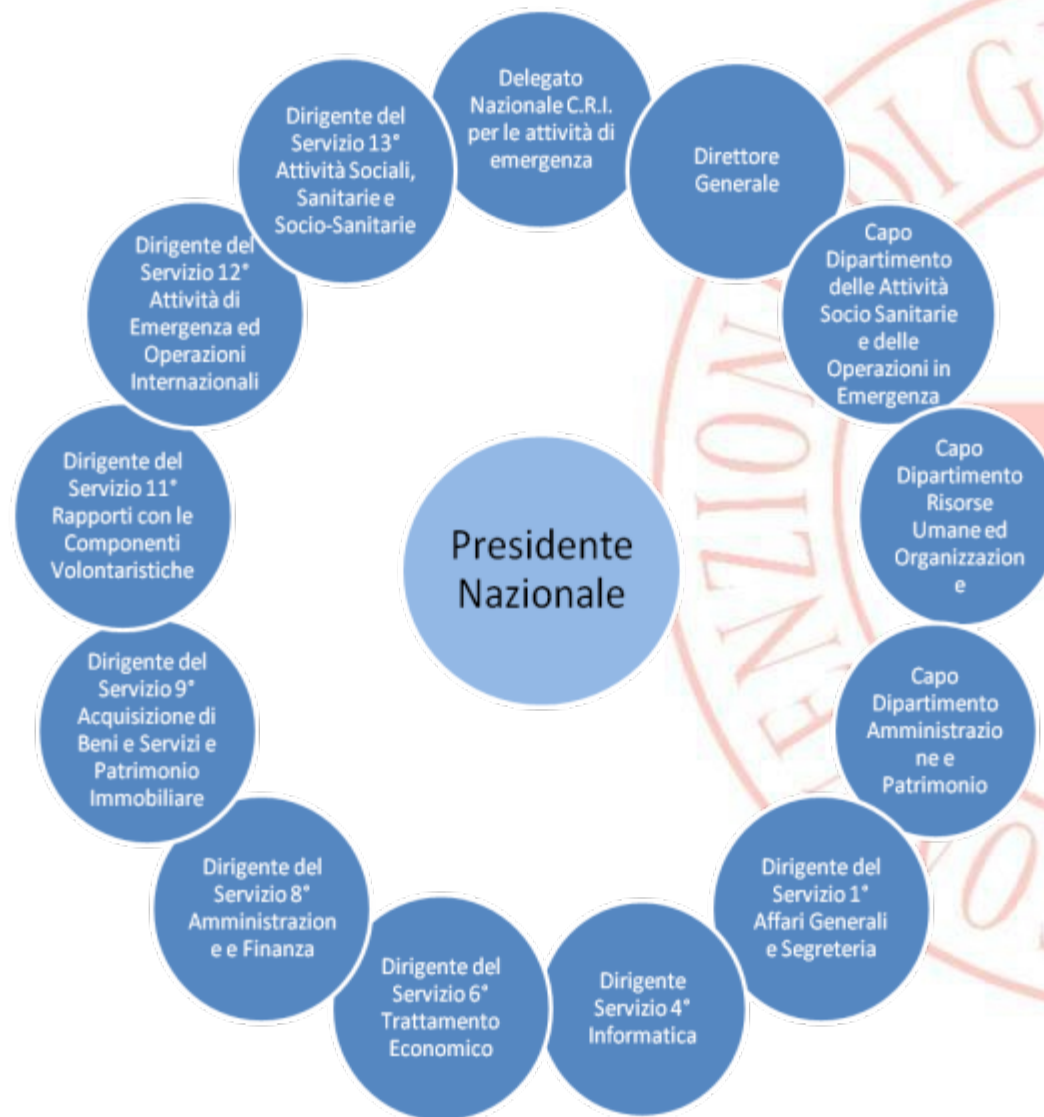 Delegato
Nazionale C.R.I.
per le attività di
emergenza
Direttore
Generale
Capo
Dipartimento
delle Attività
Socio Sanitarie
e delle
Operazioni in
Emergenza
Capo
Dipartimento
Risorse
Umane ed
Organizzazion
e
Capo
Dipartimento
Amministrazio
ne e
Patrimonio
Dirigente del
Servizio 1°
Affari Generali
e Segreteria
Dirigente
Servizio 4°
Informatica
Dirigente del
Servizio 6°
Trattamento
Economico
Dirigente del
Servizio 8°
Amministrazion
e e Finanza
Dirigente del
Servizio 9°
Acquisizione di
Beni e Servizi e
Patrimonio
Immobiliare
Dirigente del
Servizio 11°
Rapporti con le
Componenti
Volontaristiche
Dirigente del
Servizio 12°
Attività di
Emergenza ed
Operazioni
Internazionali
Dirigente del
Servizio 13°
Attività Sociali,
Sanitarie e
Socio-Sanitarie
Presidente
Nazionale